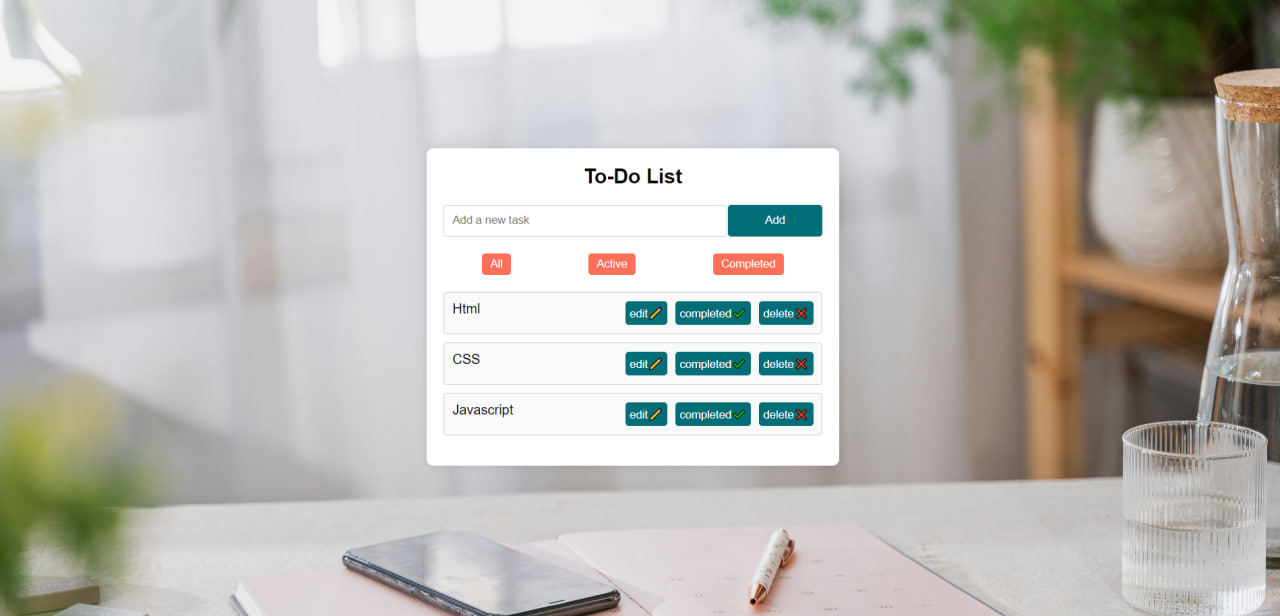 To-Do List
Add a new task Add
All Active Completed
Html edit✏️ completed✔️ delete❌
CSS edit✏️ completed✔️ delete❌
Javascript edit✏️ completed✔️ delete❌